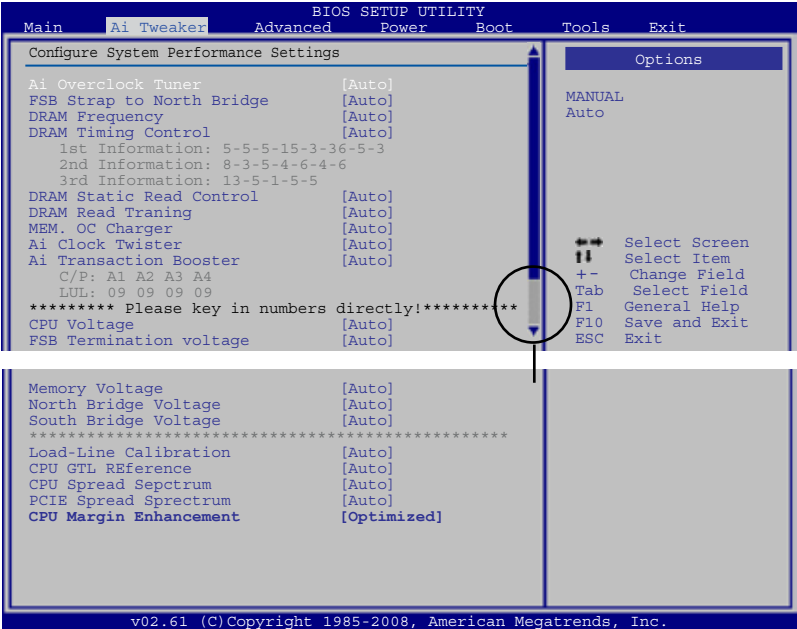 BIOS SETUP UTILITY
Main Ai Tweaker Advanced Power Boot Tools Exit
Configure System Performance Settings
Ai Overclock Tuner [Auto]
FSB Strap to North Bridge [Auto]
DRAM Frequency [Auto]
DRAM Timing Control [Auto]
1st Information: 5-5-5-15-3-36-5-3
2nd Information: 8-3-5-4-6-4-6
3rd Information: 13-5-1-5-5
DRAM Static Read Control [Auto]
DRAM Read Traning [Auto]
MEM. OC Charger [Auto]
Ai Clock Twister [Auto]
Ai Transaction Booster [Auto]
C/P: A1 A2 A3 A4
LUL: 09 09 09 09
********* Please key in numbers directly!**********
CPU Voltage [Auto]
FSB Termination voltage [Auto]
Options
MANUAL
Auto
Select Screen
Select Item
+- Change Field
Tab Select Field
F1 General Help
F10 Save and Exit
ESC Exit
Memory Voltage [Auto]
North Bridge Voltage [Auto]
South Bridge Voltage [Auto]
**************************************************
Load-Line Calibration [Auto]
CPU GTL REference [Auto]
CPU Spread Sepctrum [Auto]
PCIE Spread Sprectrum [Auto]
CPU Margin Enhancement [Optimized]
v02.61 (C)Copyright 1985-2008, American Megatrends, Inc.